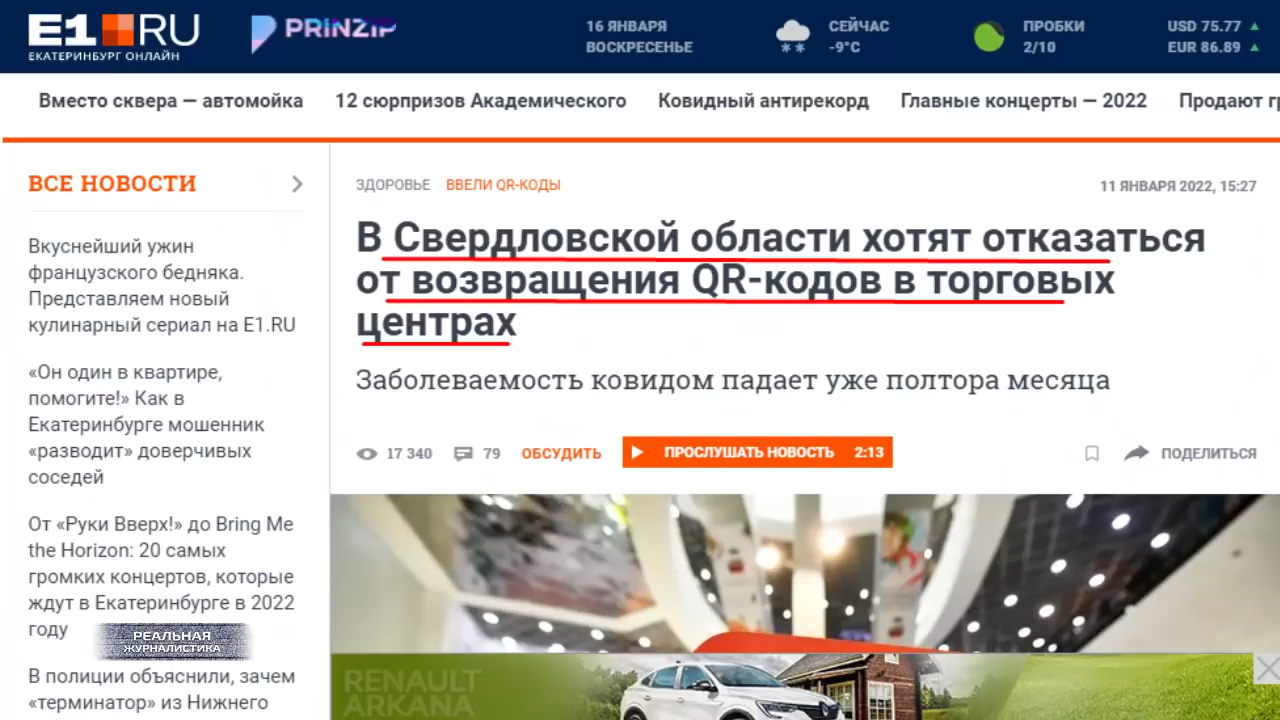 E1.RU
ЕКАТЕРИНБУРГ ОНЛАЙН
PRINZIP
16 ЯНВАРЯ
ВОСКРЕСЕНЬЕ
СЕЙЧАС
-9°C
ПРОБКИ
2/10
USD 75.77
EUR 86.89
Вместо сквера — автомойка
12 сюрпризов Академического
Ковидный антирекорд
Главные концерты — 2022
Продают
ВСЕ НОВОСТИ
Вкуснейший ужин
французского бедняка.
Представляем новый
кулинарный сериал на E1.RU
«Он один в квартире,
помогите!» Как в
Екатеринбурге мошенник
«разводит» доверчивых
соседей
От «Руки Вверх!» до Bring Me
the Horizon: 20 самых
громких концертов, которые
ждут в Екатеринбурге в 2022
году
РЕАЛЬНАЯ
ЖУРНАЛИСТИКА
В полиции объяснили, зачем
«терминатор» из Нижнего
ЗДОРОВЬЕ
ВВЕЛИ QR-КОДЫ
11 ЯНВАРЯ 2022, 15:27
В Свердловской области хотят отказаться
от возвращения QR-кодов в торговых
центрах
Заболеваемость ковидом падает уже полтора месяца
17 340
79
ОБСУДИТЬ
ПРОСЛУШАТЬ НОВОСТЬ 2:13
ПОДЕЛИТЬСЯ
RENAULT
ARKANA